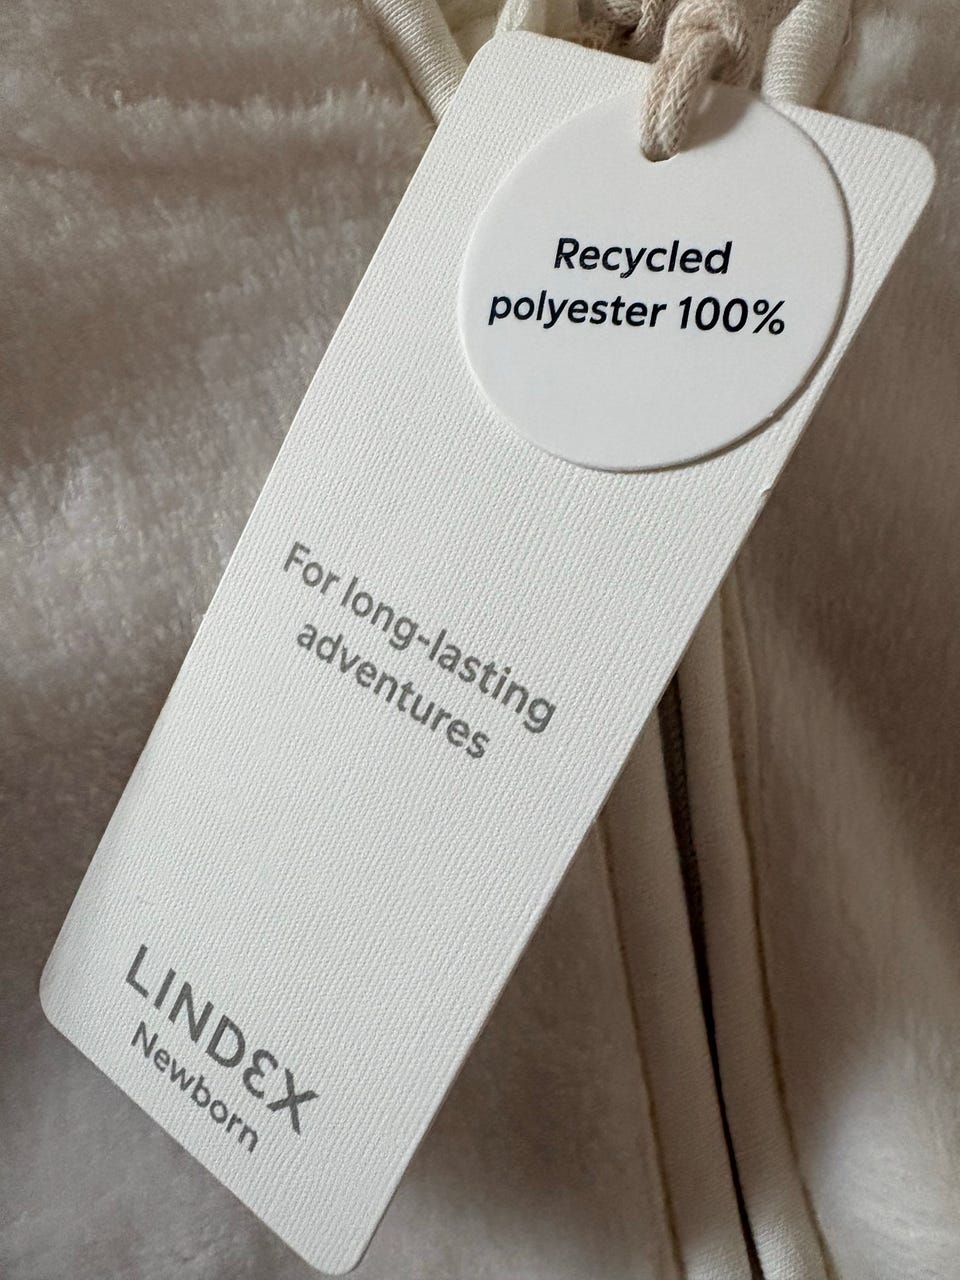 Recycled
polyester 100%
For long-lasting
adventures
LINDEX
Newborn